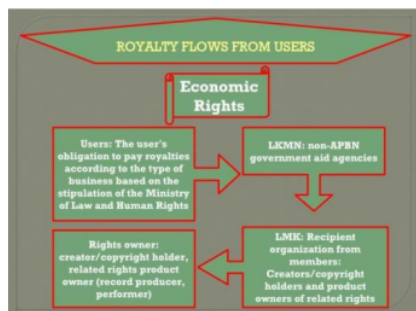 ROYALTY FLOWS FROM USERS
Economic
Rights
Users: The user's
obligation to pay royalties
according to the type of
business based on the
stipulation of the Ministry
of Law and Human Rights
LKMN: non-APBN
government aid agencies
LMK: Recipient
organization from
members:
Creators/copyright
holders and product
owners of related rights
Rights owner:
creator/copyright holder,
related rights product
owner (record producer,
performer)